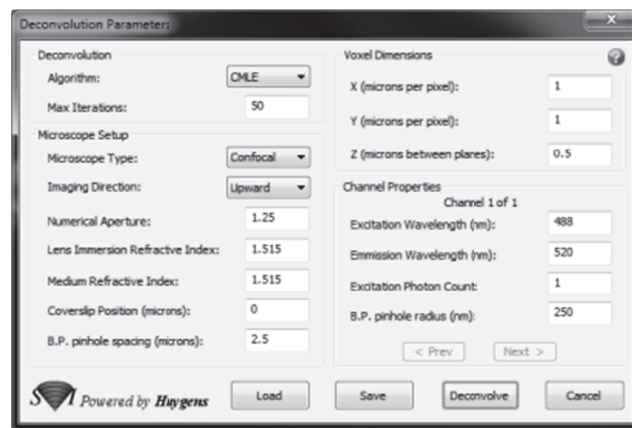 Deconvolution Parameters
x
Deconvolution
Algorithm: CMLE
Max Iterations: 50
Microscope Setup
Microscope Type: Confocal
Imaging Direction: Upward
Numerical Aperture: 1.25
Lens Immersion Refractive Index: 1.515
Medium Refractive Index: 1.515
Coverslip Position (microns): 0
B.P. pinhole spacing (microns): 2.5
Voxel Dimensions ?
X (microns per pixel): 1
Y (microns per pixel): 1
Z (microns between planes): 0.5
Channel Properties
Channel 1 of 1
Excitation Wavelength (nm): 488
Emmission Wavelength (nm): 520
Excitation Photon Count: 1
B.P. pinhole radius (nm): 250
< Prev Next >
SVI Powered by Huygens Load Save Deconvolve Cancel